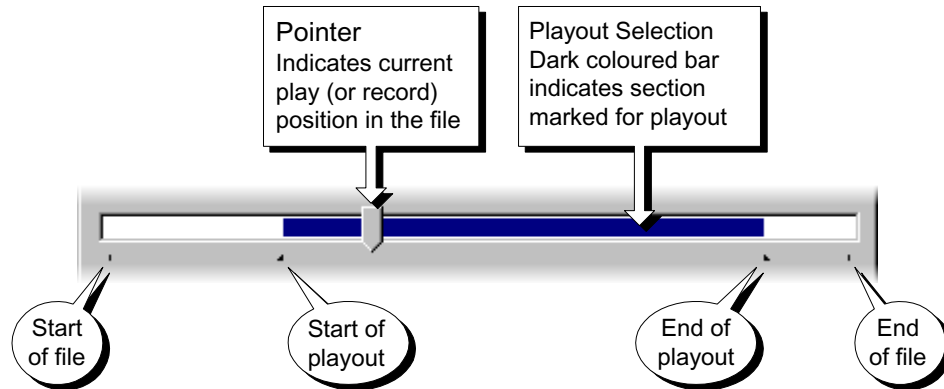 Pointer
Indicates current
play (or record)
position in the file
Playout Selection
Dark coloured bar
indicates section
marked for playout
Start
of file
Start of
playout
End of
playout
End
of file